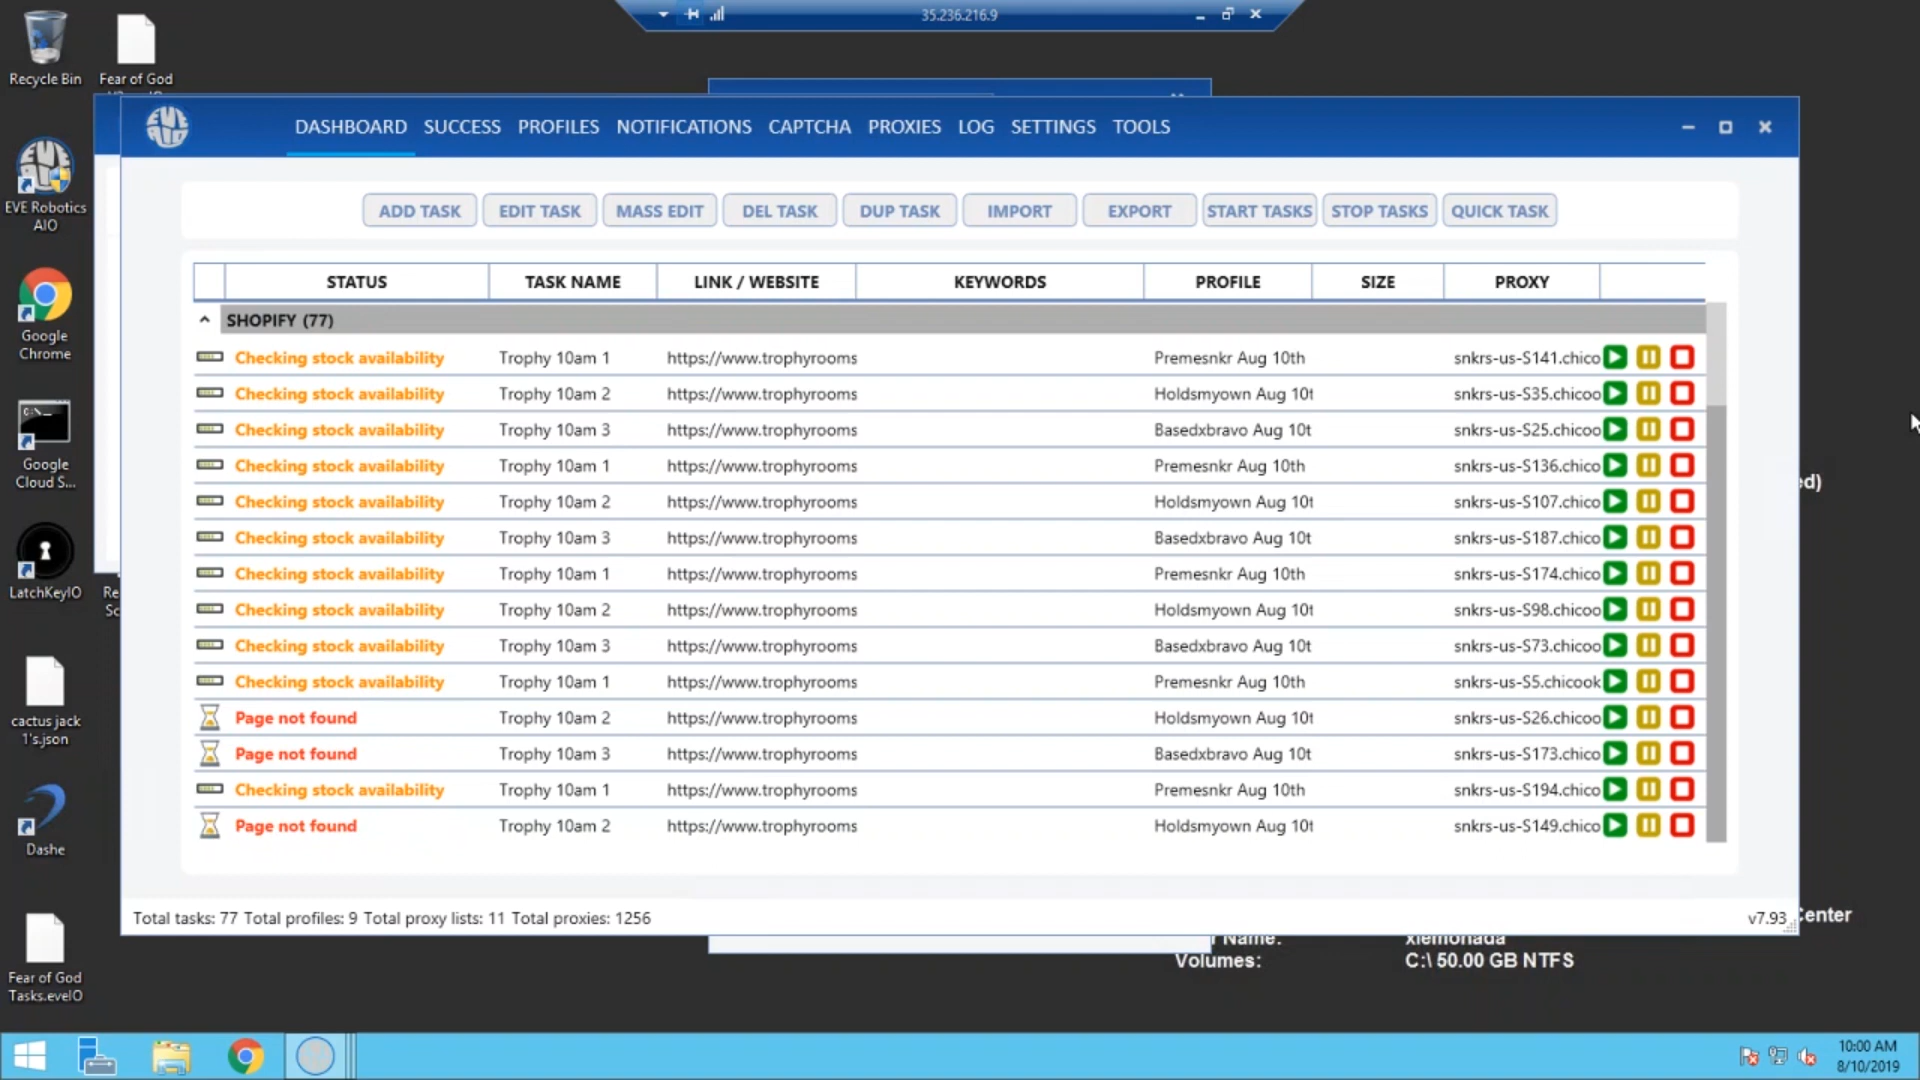 35.236.216.9
Recycle Bin
Fear of God
EVE Robotics
AIO
Google
Chrome
Google
Cloud S...
LatchKeyIO
Re
Sc
cactus jack
1's.json
Dashe
Fear of God
Tasks.eveIO
EVE
AIO
DASHBOARD SUCCESS PROFILES NOTIFICATIONS CAPTCHA PROXIES LOG SETTINGS TOOLS
ADD TASK EDIT TASK MASS EDIT DEL TASK DUP TASK IMPORT EXPORT START TASKS STOP TASKS QUICK TASK
STATUS TASK NAME LINK / WEBSITE KEYWORDS PROFILE SIZE PROXY
SHOPIFY (77)
Checking stock availability Trophy 10am 1 https://www.trophyrooms Premesnkr Aug 10th snkrs-us-S141.chico
Checking stock availability Trophy 10am 2 https://www.trophyrooms Holdsmyown Aug 10t snkrs-us-S35.chicoo
Checking stock availability Trophy 10am 3 https://www.trophyrooms Basedxbravo Aug 10t snkrs-us-S25.chicoo
Checking stock availability Trophy 10am 1 https://www.trophyrooms Premesnkr Aug 10th snkrs-us-S136.chico
Checking stock availability Trophy 10am 2 https://www.trophyrooms Holdsmyown Aug 10t snkrs-us-S107.chico
Checking stock availability Trophy 10am 3 https://www.trophyrooms Basedxbravo Aug 10t snkrs-us-S187.chico
Checking stock availability Trophy 10am 1 https://www.trophyrooms Premesnkr Aug 10th snkrs-us-S174.chico
Checking stock availability Trophy 10am 2 https://www.trophyrooms Holdsmyown Aug 10t snkrs-us-S98.chicoo
Checking stock availability Trophy 10am 3 https://www.trophyrooms Basedxbravo Aug 10t snkrs-us-S73.chicoo
Checking stock availability Trophy 10am 1 https://www.trophyrooms Premesnkr Aug 10th snkrs-us-S5.chicook
Page not found Trophy 10am 2 https://www.trophyrooms Holdsmyown Aug 10t snkrs-us-S26.chicoo
Page not found Trophy 10am 3 https://www.trophyrooms Basedxbravo Aug 10t snkrs-us-S173.chico
Checking stock availability Trophy 10am 1 https://www.trophyrooms Premesnkr Aug 10th snkrs-us-S194.chico
Page not found Trophy 10am 2 https://www.trophyrooms Holdsmyown Aug 10t snkrs-us-S149.chico
Total tasks: 77 Total profiles: 9 Total proxy lists: 11 Total proxies: 1256
v7.93
ed)
Center
Name: xlemonada
Volumes: C:\ 50.00 GB NTFS
10:00 AM
8/10/2019